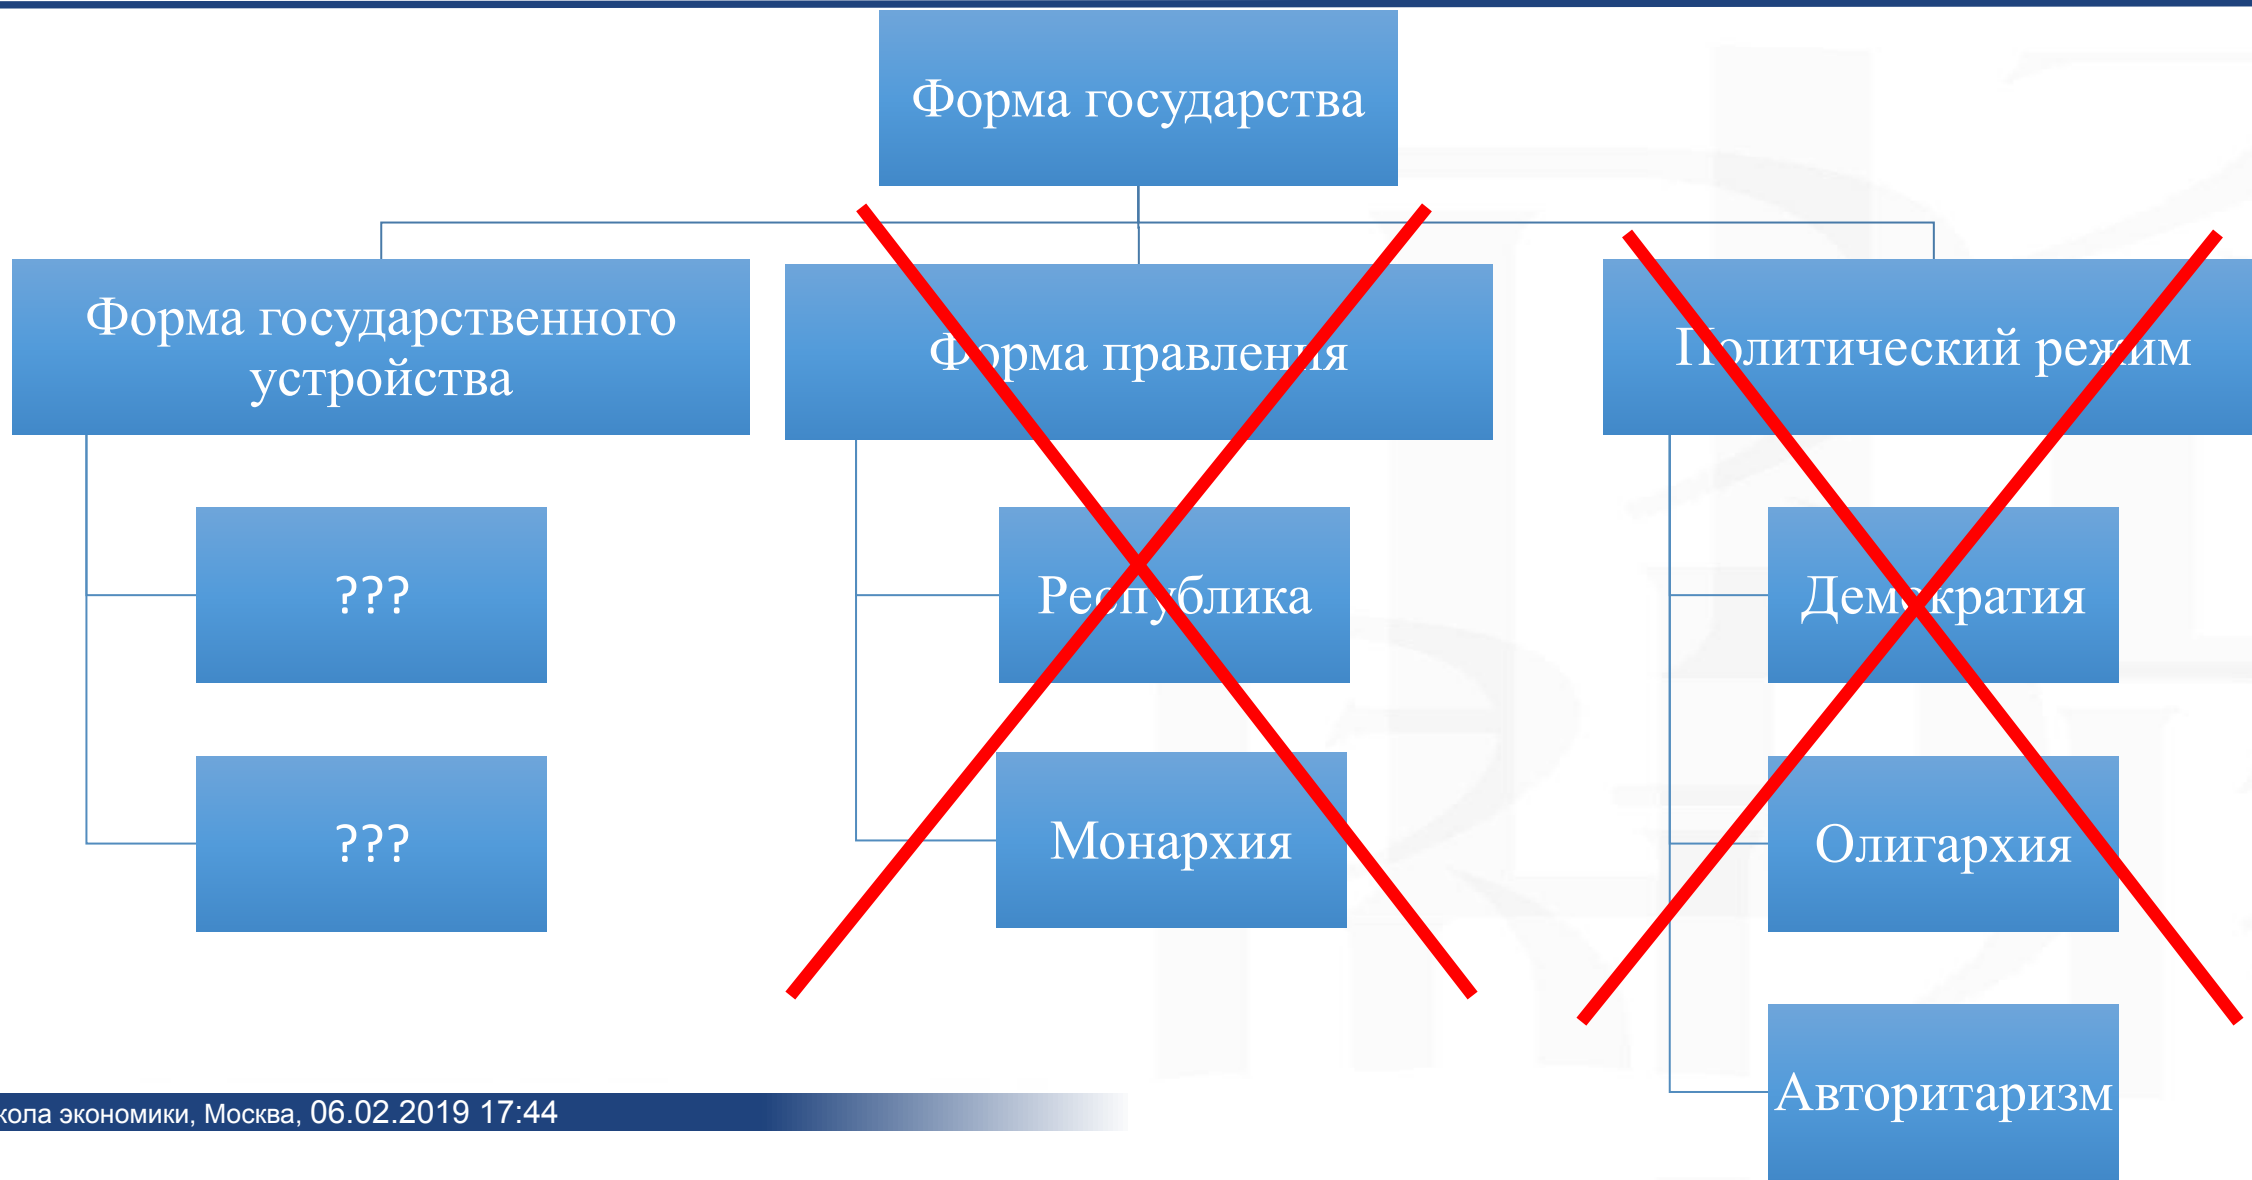 Форма государства
Форма государственного
устройства
???
???
Форма правления
Республика
Монархия
Политический режим
Демократия
Олигархия
Авторитаризм
кола экономики, Москва, 06.02.2019 17:44